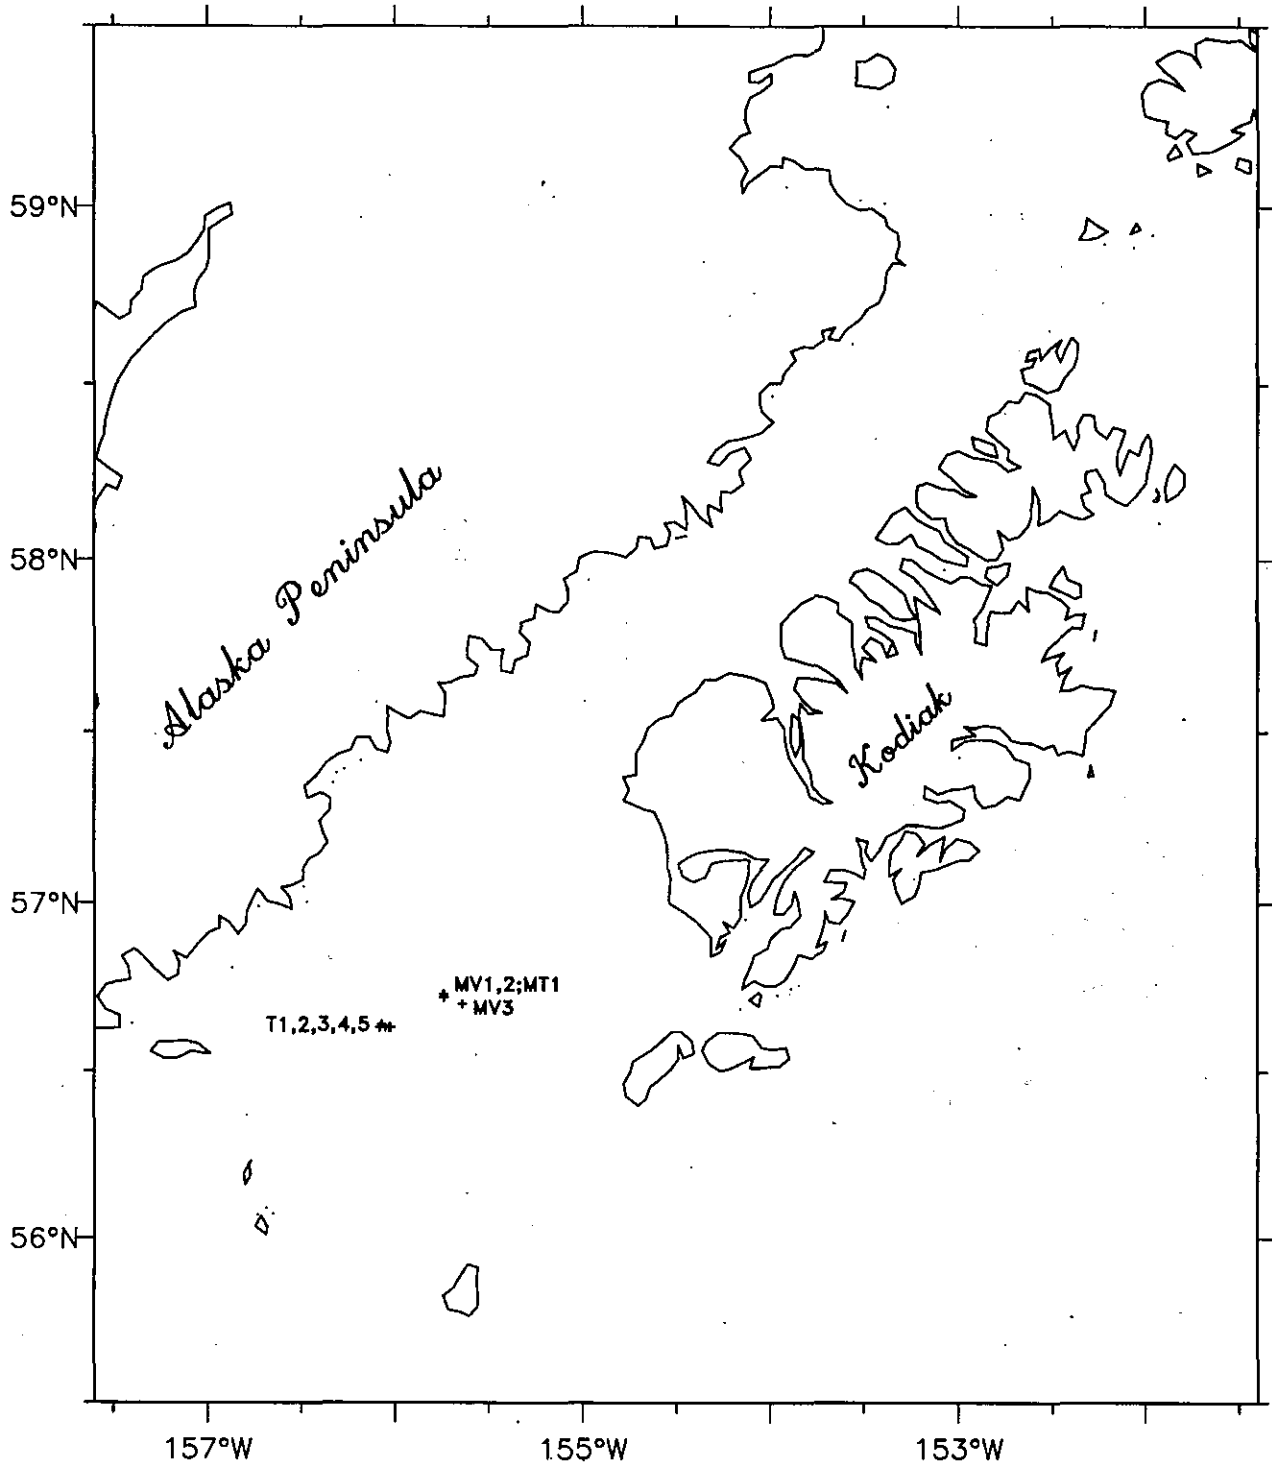 59°N
Alaska Peninsula
58°N
Kodiak
57°N
MV1,2;MT1
MV3
T1,2,3,4,5
56°N
157°W
155°W
153°W